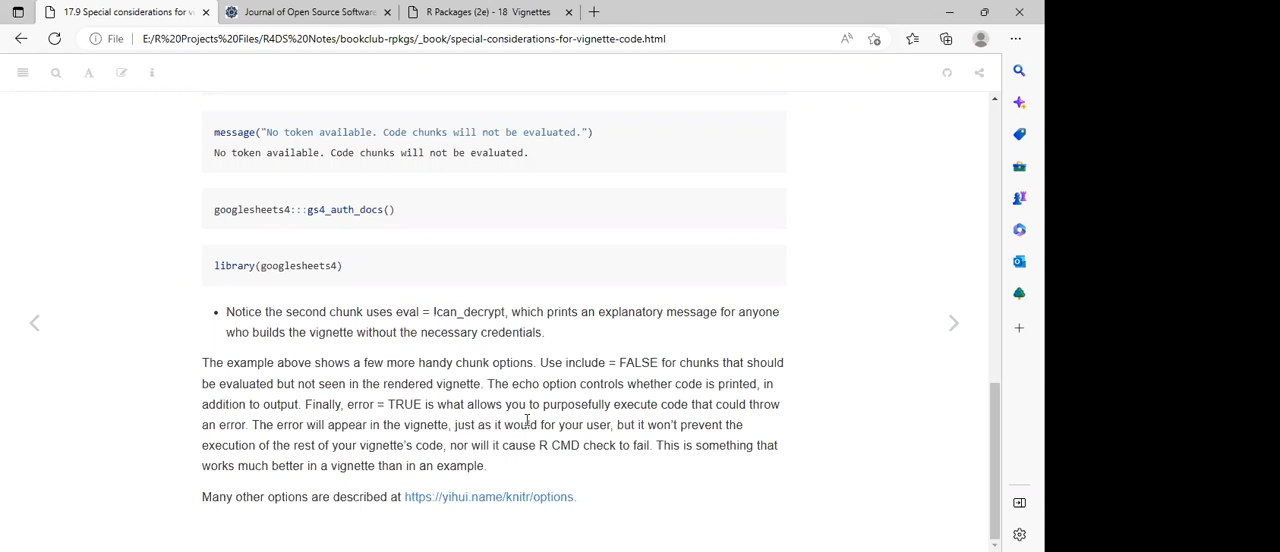 17.9 Special considerations for v
Journal of Open Source Software
R Packages (2e) - 18 Vignettes
File
E:/R%20Projects%20Files/R4DS%20Notes/bookclub-rpkgs/_book/special-considerations-for-vignette-code.html
message("No token available. Code chunks will not be evaluated.")
No token available. Code chunks will not be evaluated.
googlesheets4:::gs4_auth_docs()
library(googlesheets4)
• Notice the second chunk uses eval = !can_decrypt, which prints an explanatory message for anyone
who builds the vignette without the necessary credentials.
The example above shows a few more handy chunk options. Use include = FALSE for chunks that should
be evaluated but not seen in the rendered vignette. The echo option controls whether code is printed, in
addition to output. Finally, error = TRUE is what allows you to purposefully execute code that could throw
an error. The error will appear in the vignette, just as it would for your user, but it won't prevent the
execution of the rest of your vignette's code, nor will it cause R CMD check to fail. This is something that
works much better in a vignette than in an example.
Many other options are described at https://yihui.name/knitr/options.